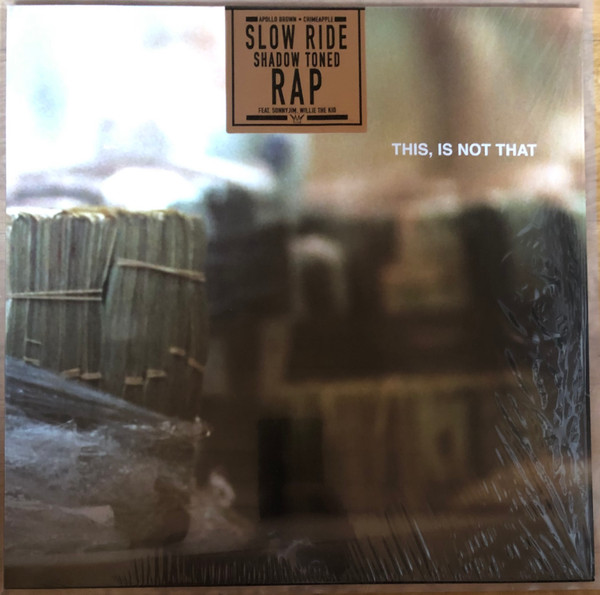 APOLLO BROWN • CRIMEAPPLE
SLOW RIDE
SHADOW TONED
RAP
FEAT. SONNYJIM, WILLIE THE KID
THIS, IS NOT THAT